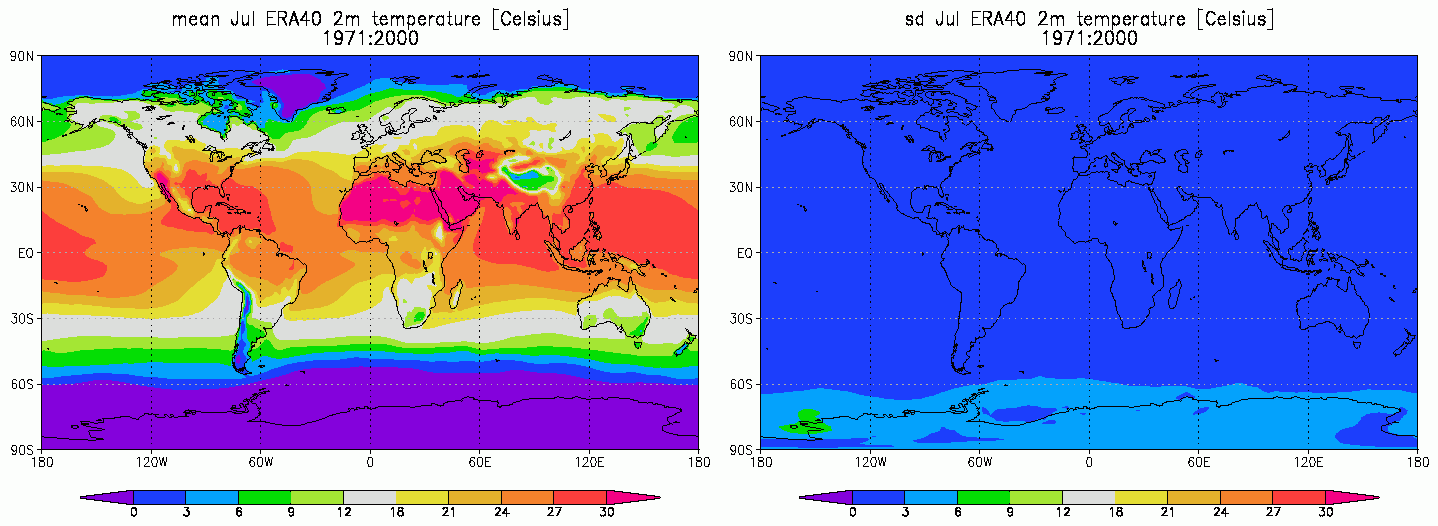 mean Jul ERA40 2m temperature [Celsius]
1971:2000
90N
60N
30N
EQ
30S
60S
90S
180 120W 60W 0 60E 120E 180
0 3 6 9 12 18 21 24 27 30
sd Jul ERA40 2m temperature [Celsius]
1971:2000
90N
60N
30N
EQ
30S
60S
90S
180 120W 60W 0 60E 120E 180
0 3 6 9 12 18 21 24 27 30